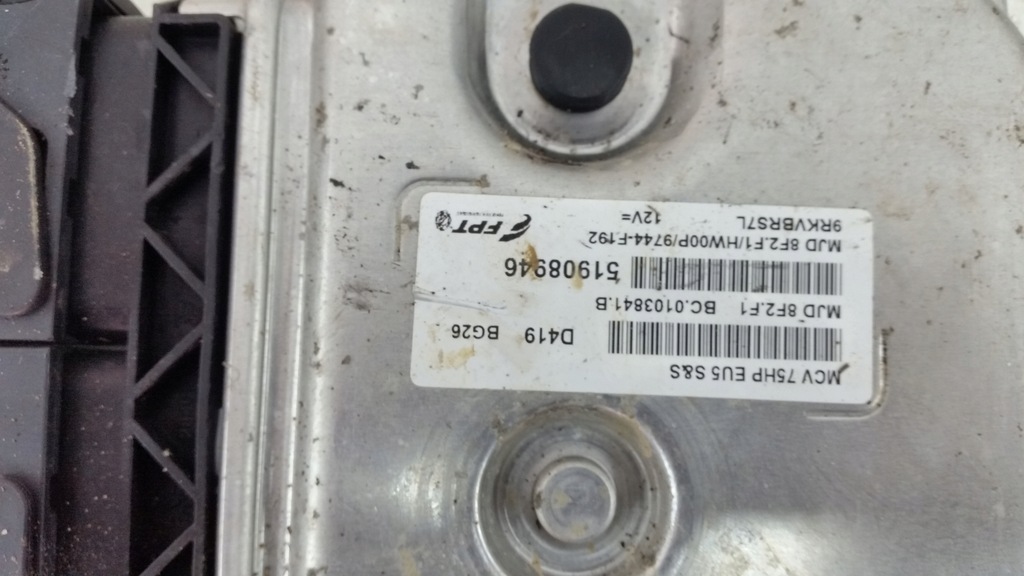 MCV 75HP EU5 S&S
D419 BG26
MJD 8F2.F1 BC.0103841.B
51908946
MJD 8F2.F1/HW00P/9744-F192
9RKVBRS7L 12V=
FPT